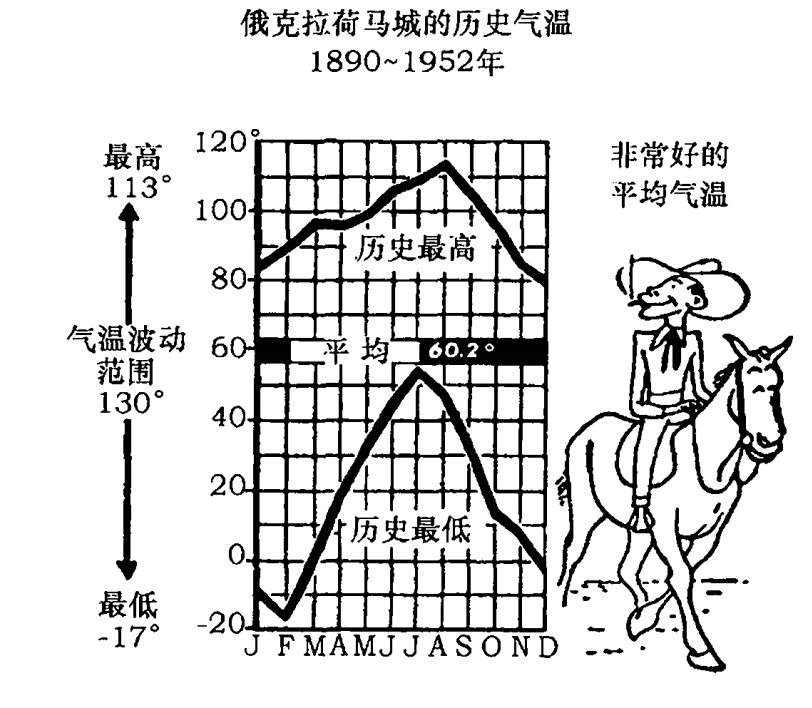 俄克拉荷马城的历史气温
1890~1952年
最高
113°
气温波动
范围
130°
最低
-17°
120°
100
80
60
40
20
0
-20
历史最高
平均 60.2°
历史最低
J F M A M J J A S O N D
非常好的
平均气温